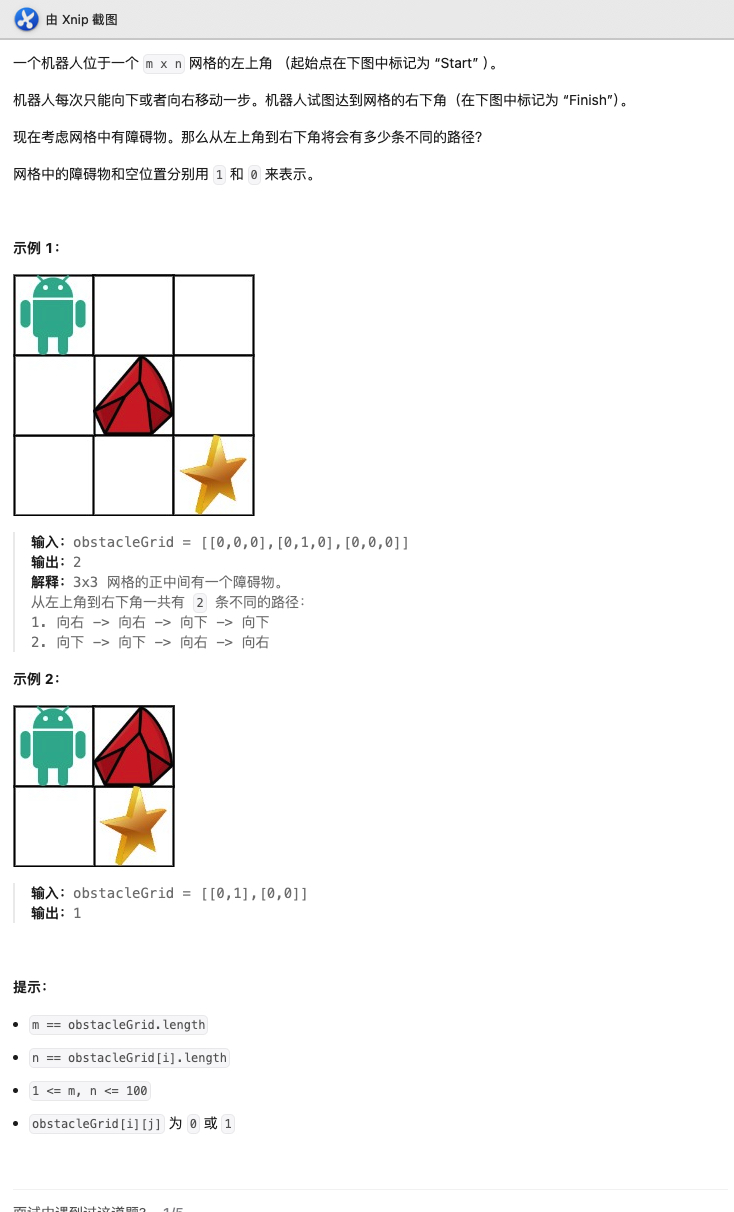 由 Xnip 截图
一个机器人位于一个 m x n 网格的左上角 （起始点在下图中标记为 “Start” ）。
机器人每次只能向下或者向右移动一步。机器人试图达到网格的右下角（在下图中标记为 “Finish”）。
现在考虑网格中有障碍物。那么从左上角到右下角将会有多少条不同的路径？
网格中的障碍物和空位置分别用 1 和 0 来表示。
示例 1：
输入：obstacleGrid = [[0,0,0],[0,1,0],[0,0,0]]
输出：2
解释：3x3 网格的正中间有一个障碍物。
从左上角到右下角一共有 2 条不同的路径：
1. 向右 -> 向右 -> 向下 -> 向下
2. 向下 -> 向下 -> 向右 -> 向右
示例 2：
输入：obstacleGrid = [[0,1],[0,0]]
输出：1
提示：
• m == obstacleGrid.length
• n == obstacleGrid[i].length
• 1 <= m, n <= 100
• obstacleGrid[i][j] 为 0 或 1
面试中遇到过这道题? 1/5